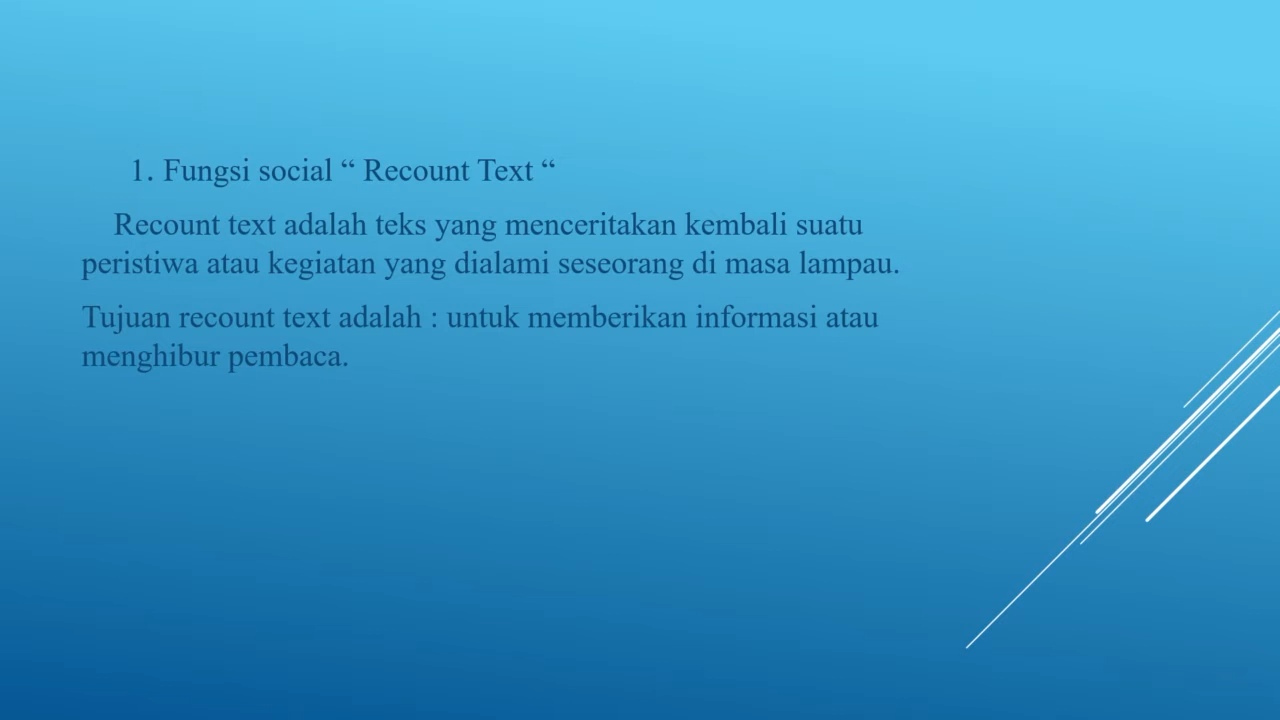 1. Fungsi social “ Recount Text “
Recount text adalah teks yang menceritakan kembali suatu
peristiwa atau kegiatan yang dialami seseorang di masa lampau.
Tujuan recount text adalah : untuk memberikan informasi atau
menghibur pembaca.